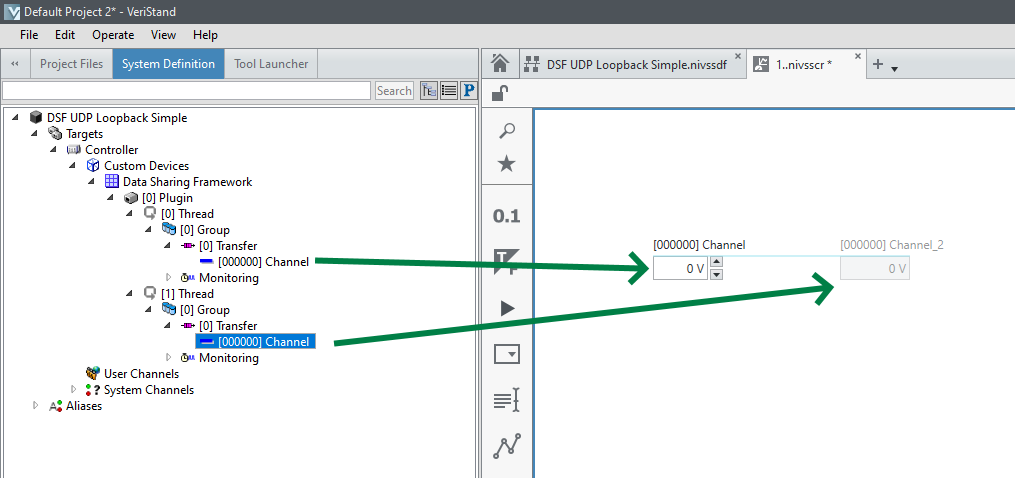 Default Project 2* - VeriStand
File Edit Operate View Help
Project Files System Definition Tool Launcher
DSF UDP Loopback Simple.nivssdf
1..nivsscr *
Search
P
DSF UDP Loopback Simple
Targets
Controller
Custom Devices
Data Sharing Framework
[0] Plugin
[0] Thread
[0] Group
[0] Transfer
[000000] Channel
Monitoring
[1] Thread
[0] Group
[0] Transfer
[000000] Channel
Monitoring
User Channels
System Channels
Aliases
0.1
[000000] Channel
0 V
[000000] Channel_2
0 V